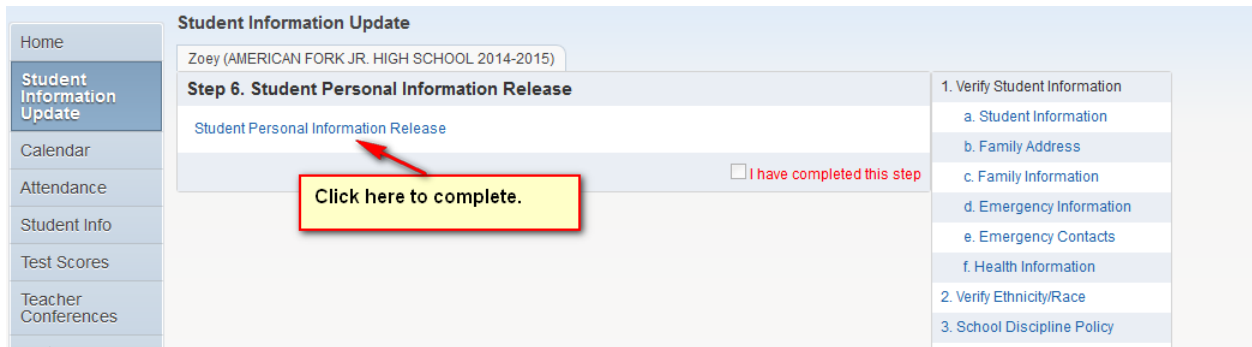 Student Information Update
Home
Student
Information
Update
Calendar
Attendance
Student Info
Test Scores
Teacher
Conferences
Zoey (AMERICAN FORK JR. HIGH SCHOOL 2014-2015)
Step 6. Student Personal Information Release
Student Personal Information Release
I have completed this step
Click here to complete.
1. Verify Student Information
a. Student Information
b. Family Address
c. Family Information
d. Emergency Information
e. Emergency Contacts
f. Health Information
2. Verify Ethnicity/Race
3. School Discipline Policy